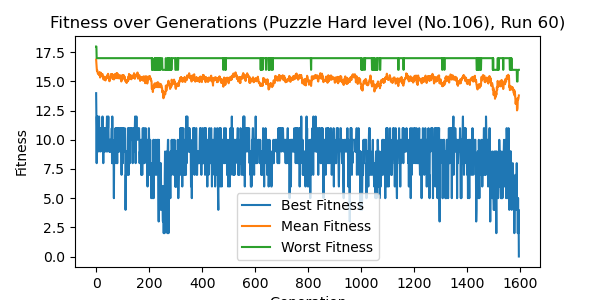 Fitness over Generations (Puzzle Hard level (No.106), Run 60)
17.5
15.0
12.5
10.0
7.5
5.0
2.5
0.0
Fitness
Best Fitness
Mean Fitness
Worst Fitness
0 200 400 600 800 1000 1200 1400 1600
Generation